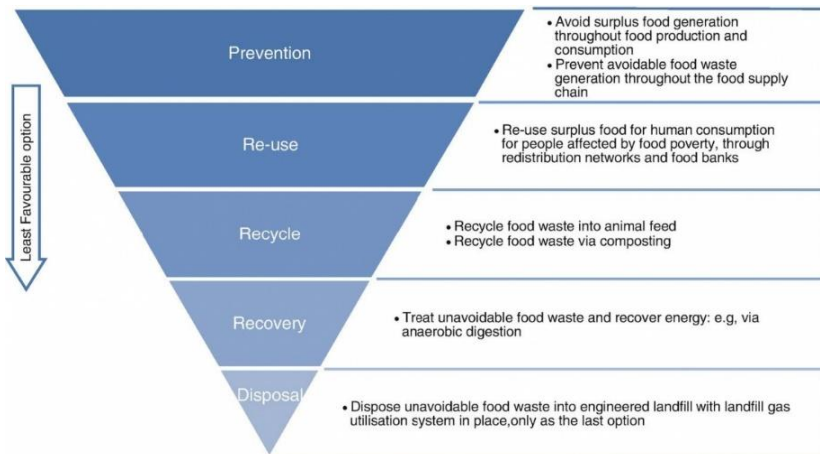 Prevention
• Avoid surplus food generation
throughout food production and
consumption
• Prevent avoidable food waste
generation throughout the food supply
chain
Least Favourable option
Re-use
• Re-use surplus food for human consumption
for people affected by food poverty, through
redistribution networks and food banks
Recycle
• Recycle food waste into animal feed
• Recycle food waste via composting
Recovery
• Treat unavoidable food waste and recover energy: e.g, via
anaerobic digestion
Disposal
• Dispose unavoidable food waste into engineered landfill with landfill gas
utilisation system in place,only as the last option